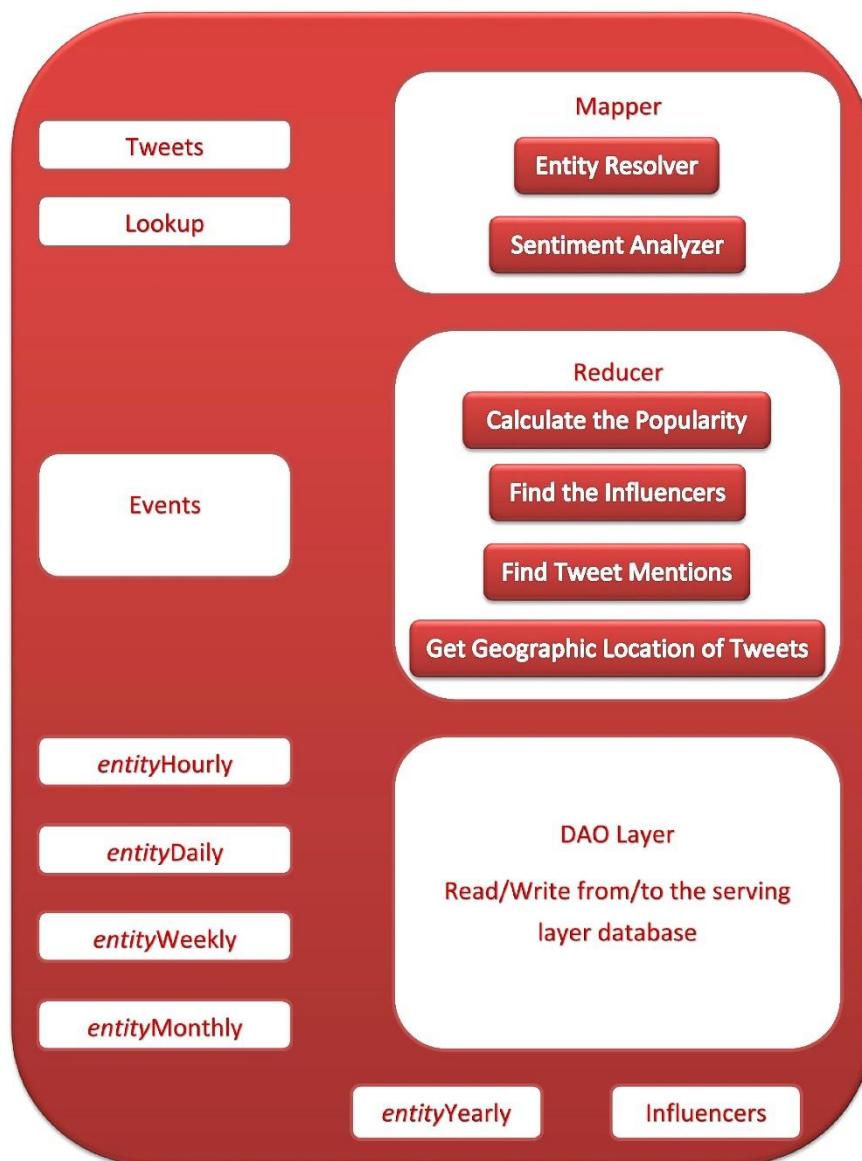 Tweets
Lookup
Mapper
Entity Resolver
Sentiment Analyzer
Events
Reducer
Calculate the Popularity
Find the Influencers
Find Tweet Mentions
Get Geographic Location of Tweets
entityHourly
entityDaily
entityWeekly
entityMonthly
DAO Layer
Read/Write from/to the serving
layer database
entityYearly
Influencers